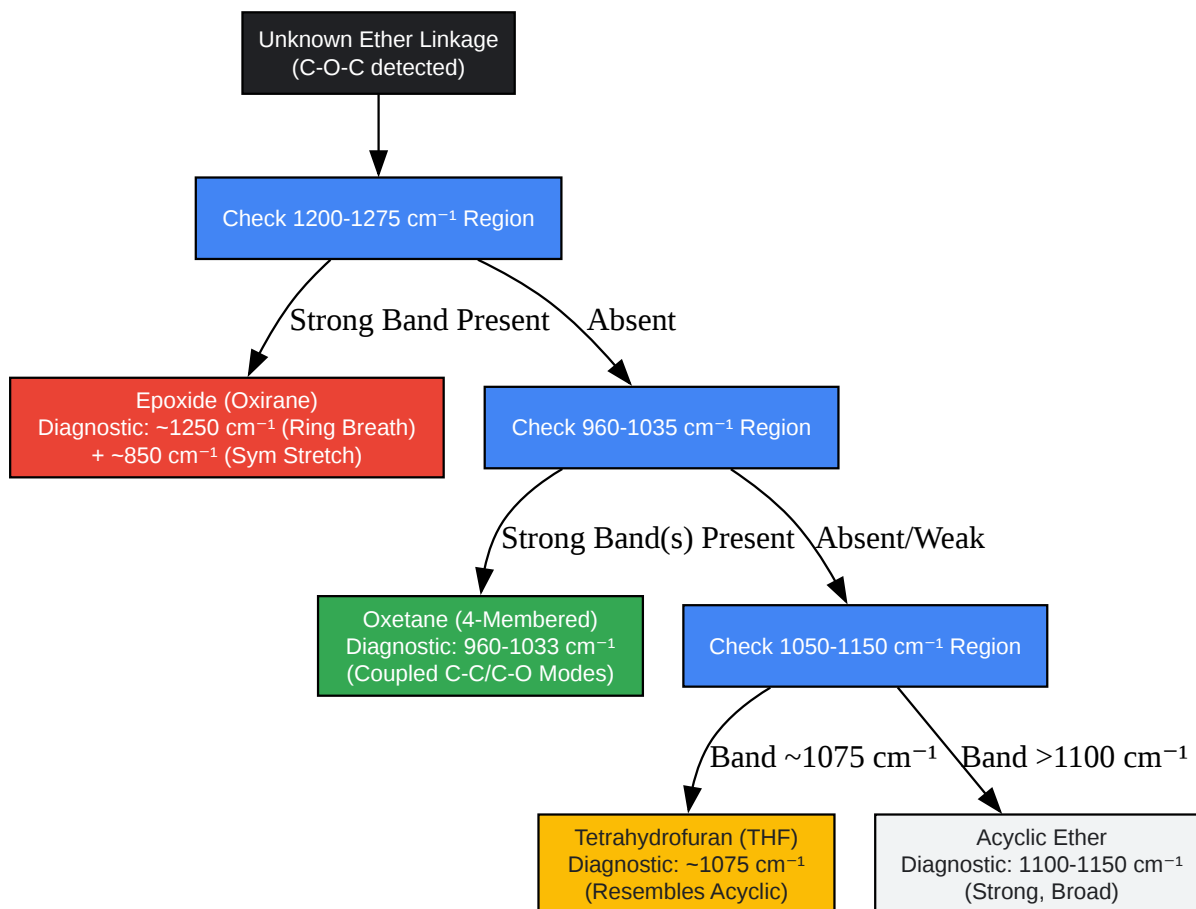 Unknown Ether Linkage
(C-O-C detected)
Check 1200-1275 cm⁻¹ Region
Strong Band Present
Absent
Epoxide (Oxirane)
Diagnostic: ~1250 cm⁻¹ (Ring Breath)
+ ~850 cm⁻¹ (Sym Stretch)
Check 960-1035 cm⁻¹ Region
Strong Band(s) Present
Absent/Weak
Oxetane (4-Membered)
Diagnostic: 960-1033 cm⁻¹
(Coupled C-C/C-O Modes)
Check 1050-1150 cm⁻¹ Region
Band ~1075 cm⁻¹
Band >1100 cm⁻¹
Tetrahydrofuran (THF)
Diagnostic: ~1075 cm⁻¹
(Resembles Acyclic)
Acyclic Ether
Diagnostic: 1100-1150 cm⁻¹
(Strong, Broad)